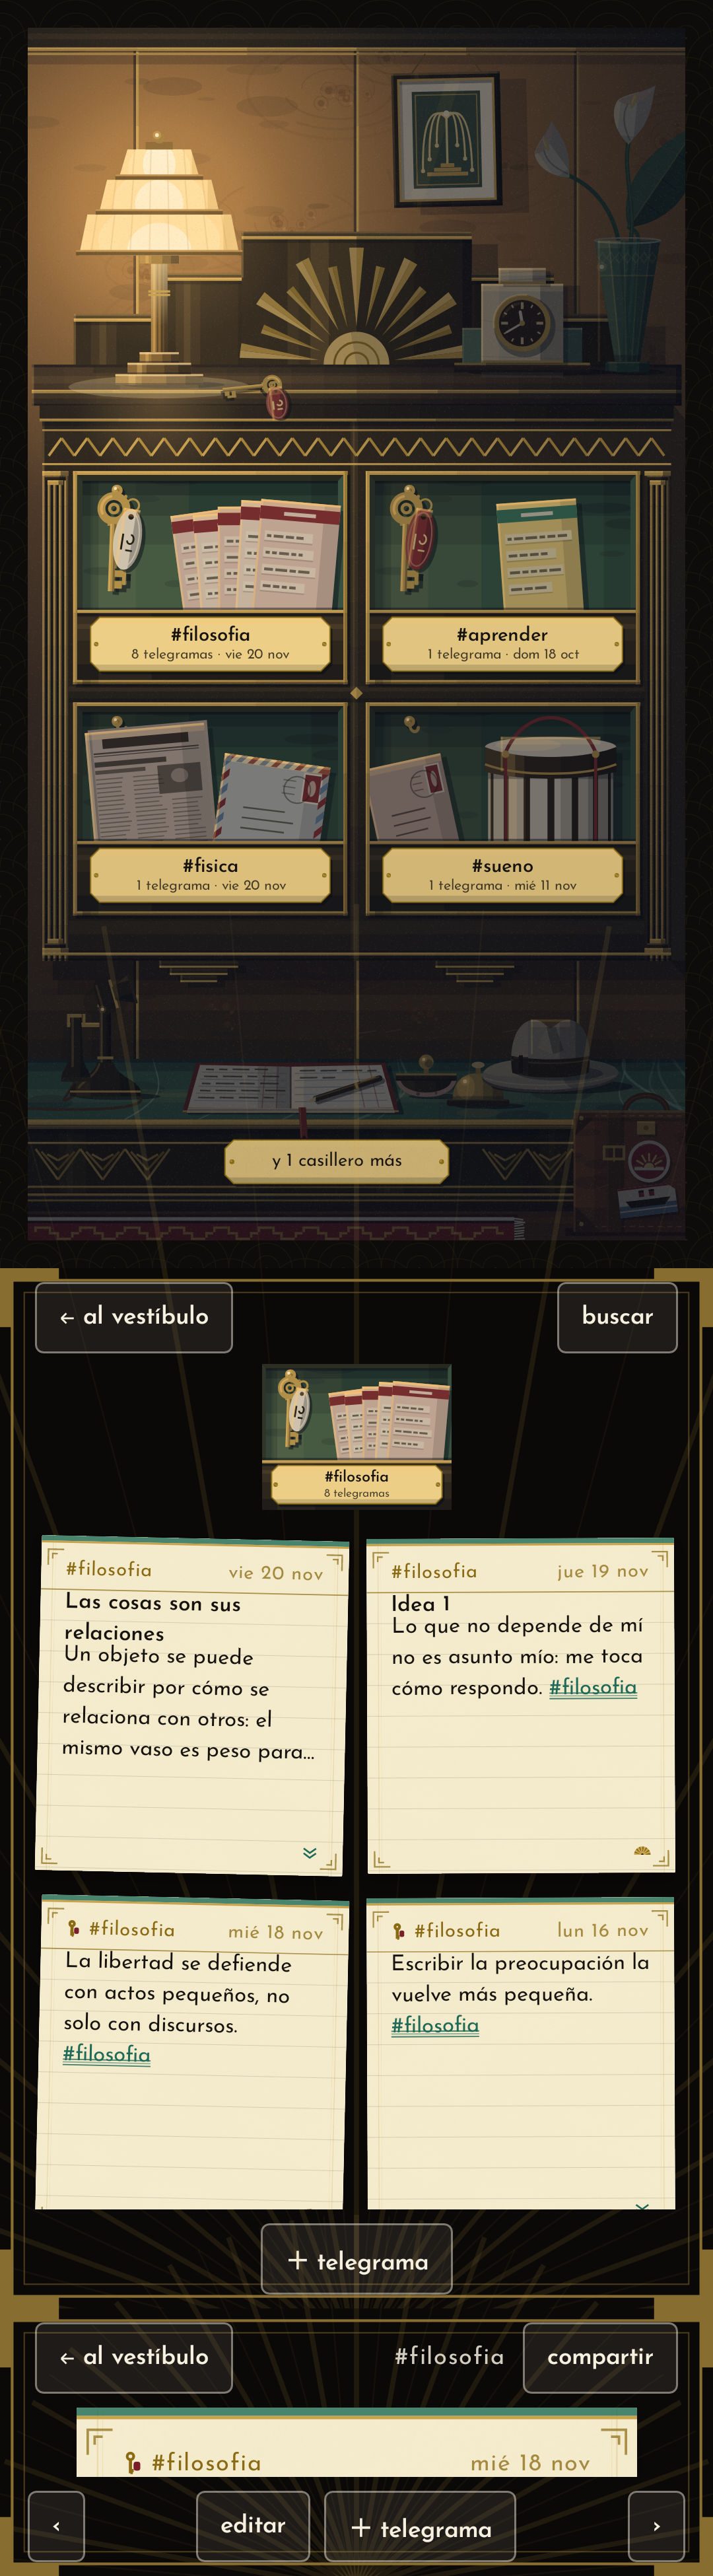 #filosofia
8 telegramas · vie 20 nov
#aprender
1 telegrama · dom 18 oct
#fisica
1 telegrama · vie 20 nov
#sueno
1 telegrama · mié 11 nov
y 1 casillero más
← al vestíbulo
buscar
#filosofia
8 telegramas
#filosofia
vie 20 nov
Las cosas son sus
relaciones
Un objeto se puede
describir por cómo se
relaciona con otros: el
mismo vaso es peso para...
#filosofia
jue 19 nov
Idea 1
Lo que no depende de mí
no es asunto mío: me toca
cómo respondo. #filosofia
#filosofia
mié 18 nov
La libertad se defiende
con actos pequeños, no
solo con discursos.
#filosofia
#filosofia
lun 16 nov
Escribir la preocupación la
vuelve más pequeña.
#filosofia
+ telegrama
← al vestíbulo
#filosofia
compartir
#filosofia
mié 18 nov
‹
editar
+ telegrama
›